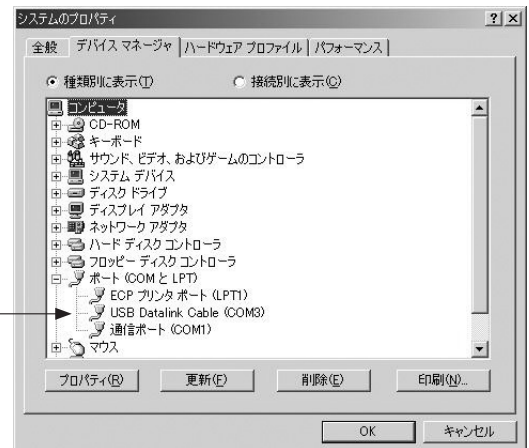 システムのプロパティ
全般 デバイス マネージャ ハードウェア プロファイル パフォーマンス
種類別に表示(T) 接続別に表示(C)
コンピュータ
CD-ROM
キーボード
サウンド、ビデオ、およびゲームのコントローラ
システム デバイス
ディスク ドライブ
ディスプレイ アダプタ
ネットワーク アダプタ
ハード ディスク コントローラ
フロッピー ディスク コントローラ
ポート (COM と LPT)
ECP プリンタ ポート (LPT1)
USB Datalink Cable (COM3)
通信ポート (COM1)
マウス
プロパティ(R) 更新(F) 削除(E) 印刷(N)...
OK キャンセル